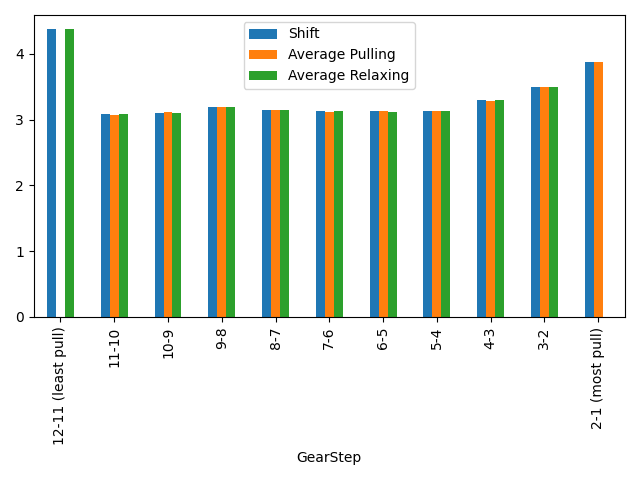 Shift
Average Pulling
Average Relaxing
4
3
2
1
0
12-11 (least pull)
11-10
10-9
9-8
8-7
7-6
6-5
5-4
4-3
3-2
2-1 (most pull)
GearStep